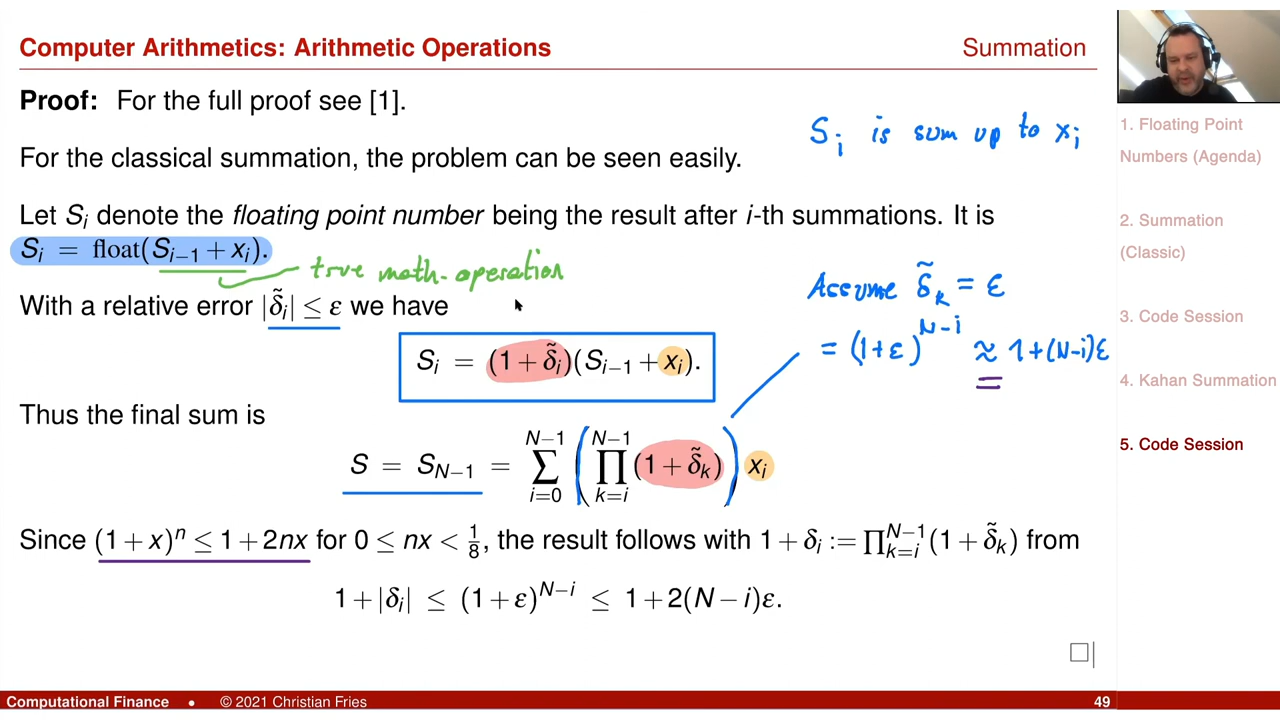 Computer Arithmetics: Arithmetic Operations
Summation
Proof: For the full proof see [1].
S_i is sum up to x_i
For the classical summation, the problem can be seen easily.
Let S_i denote the floating point number being the result after i-th summations. It is
S_i = float(S_{i−1} + x_i).
true math. operation
With a relative error |δ̃_i| ≤ ε we have
Assume δ̃_k = ε
= (1+ε)^{N−i} ≈ 1+(N−i)ε
S_i = (1 + δ̃_i)(S_{i−1} + x_i).
Thus the final sum is
S = S_{N−1} = ∑_{i=0}^{N−1} (∏_{k=i}^{N−1} (1 + δ̃_k)) x_i
Since (1 + x)^n ≤ 1 + 2nx for 0 ≤ nx < 1/8, the result follows with 1 + δ_i := ∏_{k=i}^{N−1}(1 + δ̃_k) from
1 + |δ_i| ≤ (1 + ε)^{N−i} ≤ 1 + 2(N − i)ε.
□
1. Floating Point
Numbers (Agenda)
2. Summation
(Classic)
3. Code Session
4. Kahan Summation
5. Code Session
Computational Finance • © 2021 Christian Fries
49